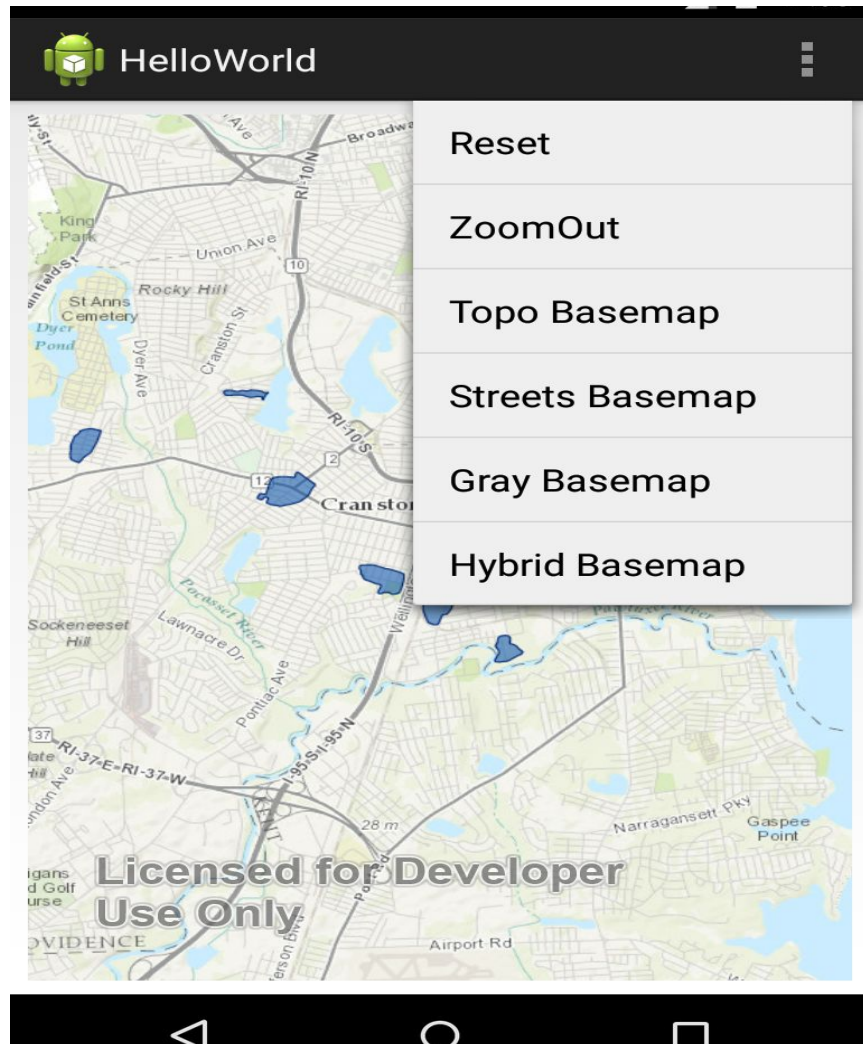 HelloWorld
Reset
ZoomOut
Topo Basemap
Streets Basemap
Gray Basemap
Hybrid Basemap
Ave
RI-10 N
King
Park
Union Ave
10
St Anns
Cemetery
Rocky Hill
Dyer
Pond
Dyer Ave
Cranston St
RI-10 S
2
12
Pocasset River
Sockeneeset
Hill
Lawnacre Dr
Pontiac Ave
37
RI-37-E-RI-37-W
I-95-S I-95-N
KENT
28 m
Narragansett Pky
Gaspee
Point
Airport Rd
Licensed for Developer
Use Only